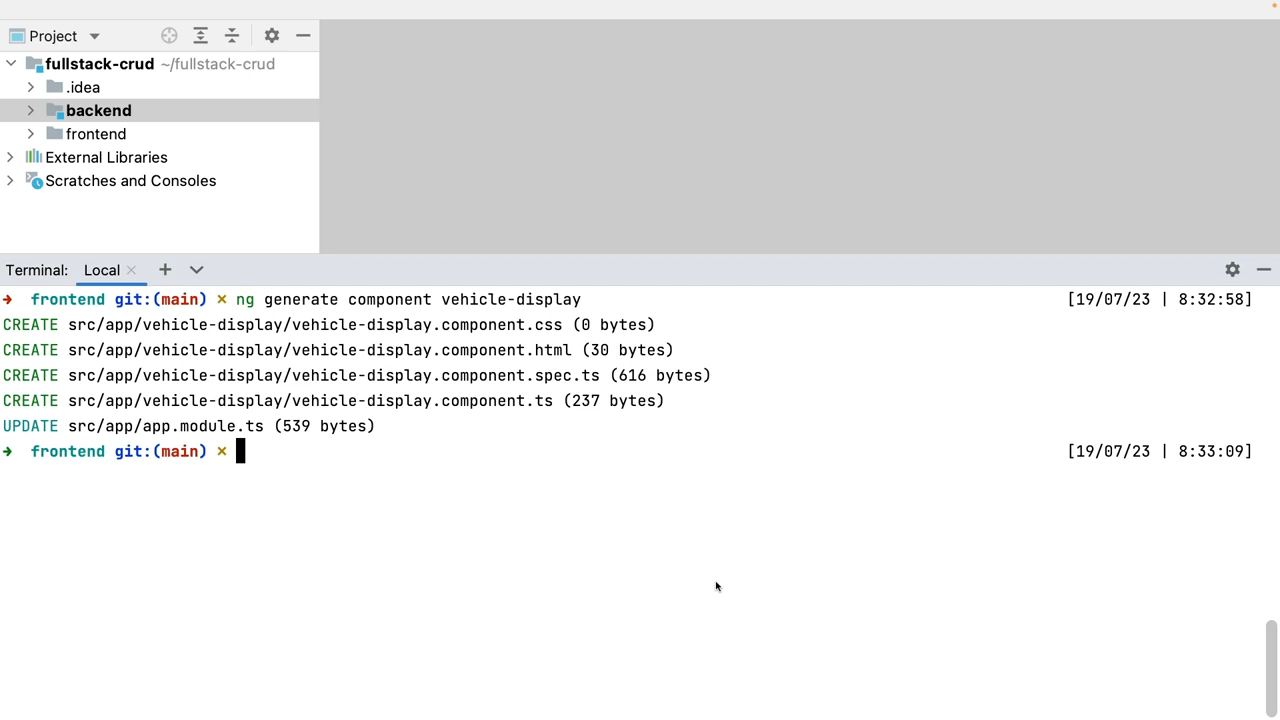 Project
fullstack-crud ~/fullstack-crud
.idea
backend
frontend
External Libraries
Scratches and Consoles
Terminal: Local × +
➜ frontend git:(main) × ng generate component vehicle-display [19/07/23 | 8:32:58]
CREATE src/app/vehicle-display/vehicle-display.component.css (0 bytes)
CREATE src/app/vehicle-display/vehicle-display.component.html (30 bytes)
CREATE src/app/vehicle-display/vehicle-display.component.spec.ts (616 bytes)
CREATE src/app/vehicle-display/vehicle-display.component.ts (237 bytes)
UPDATE src/app/app.module.ts (539 bytes)
➜ frontend git:(main) × [19/07/23 | 8:33:09]